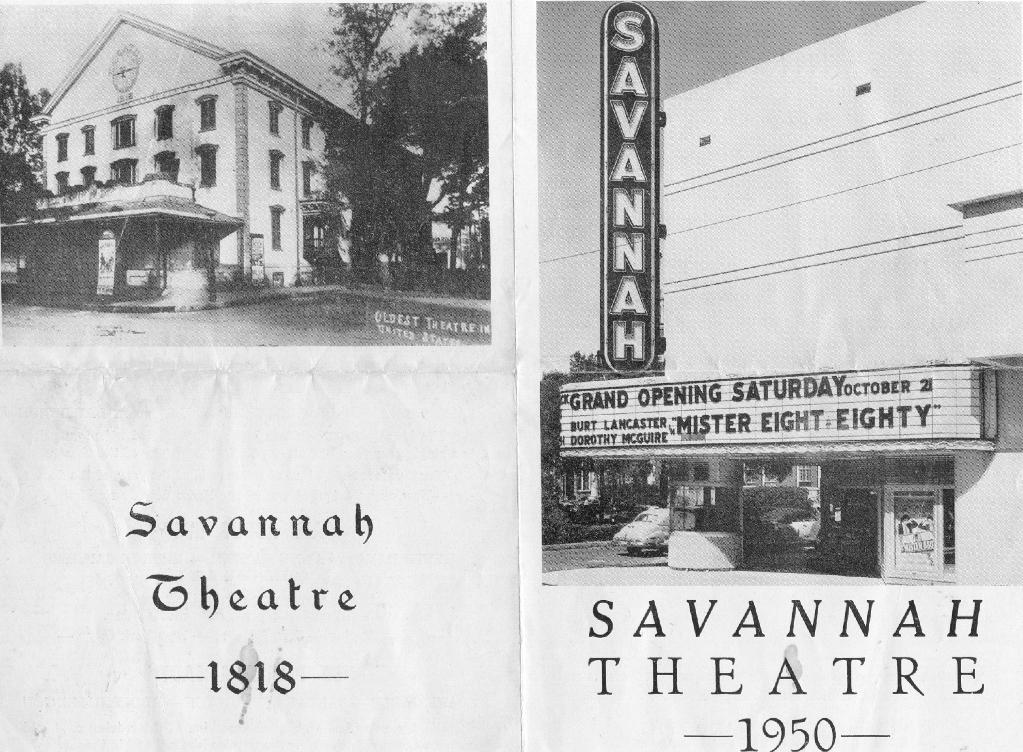 OLDEST THEATRE IN
UNITED STATES
Savannah
Theatre
—1818—
SAVANNAH
GRAND OPENING SATURDAY OCTOBER 21
BURT LANCASTER "MISTER EIGHT-EIGHTY"
DOROTHY MCGUIRE
SAVANNAH
THEATRE
—1950—